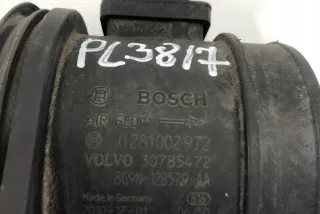 PL3817
BOSCH
AIR FLOW
0281002972
VOLVO 30785472
8G9N-12B579-AA
Made in Germany